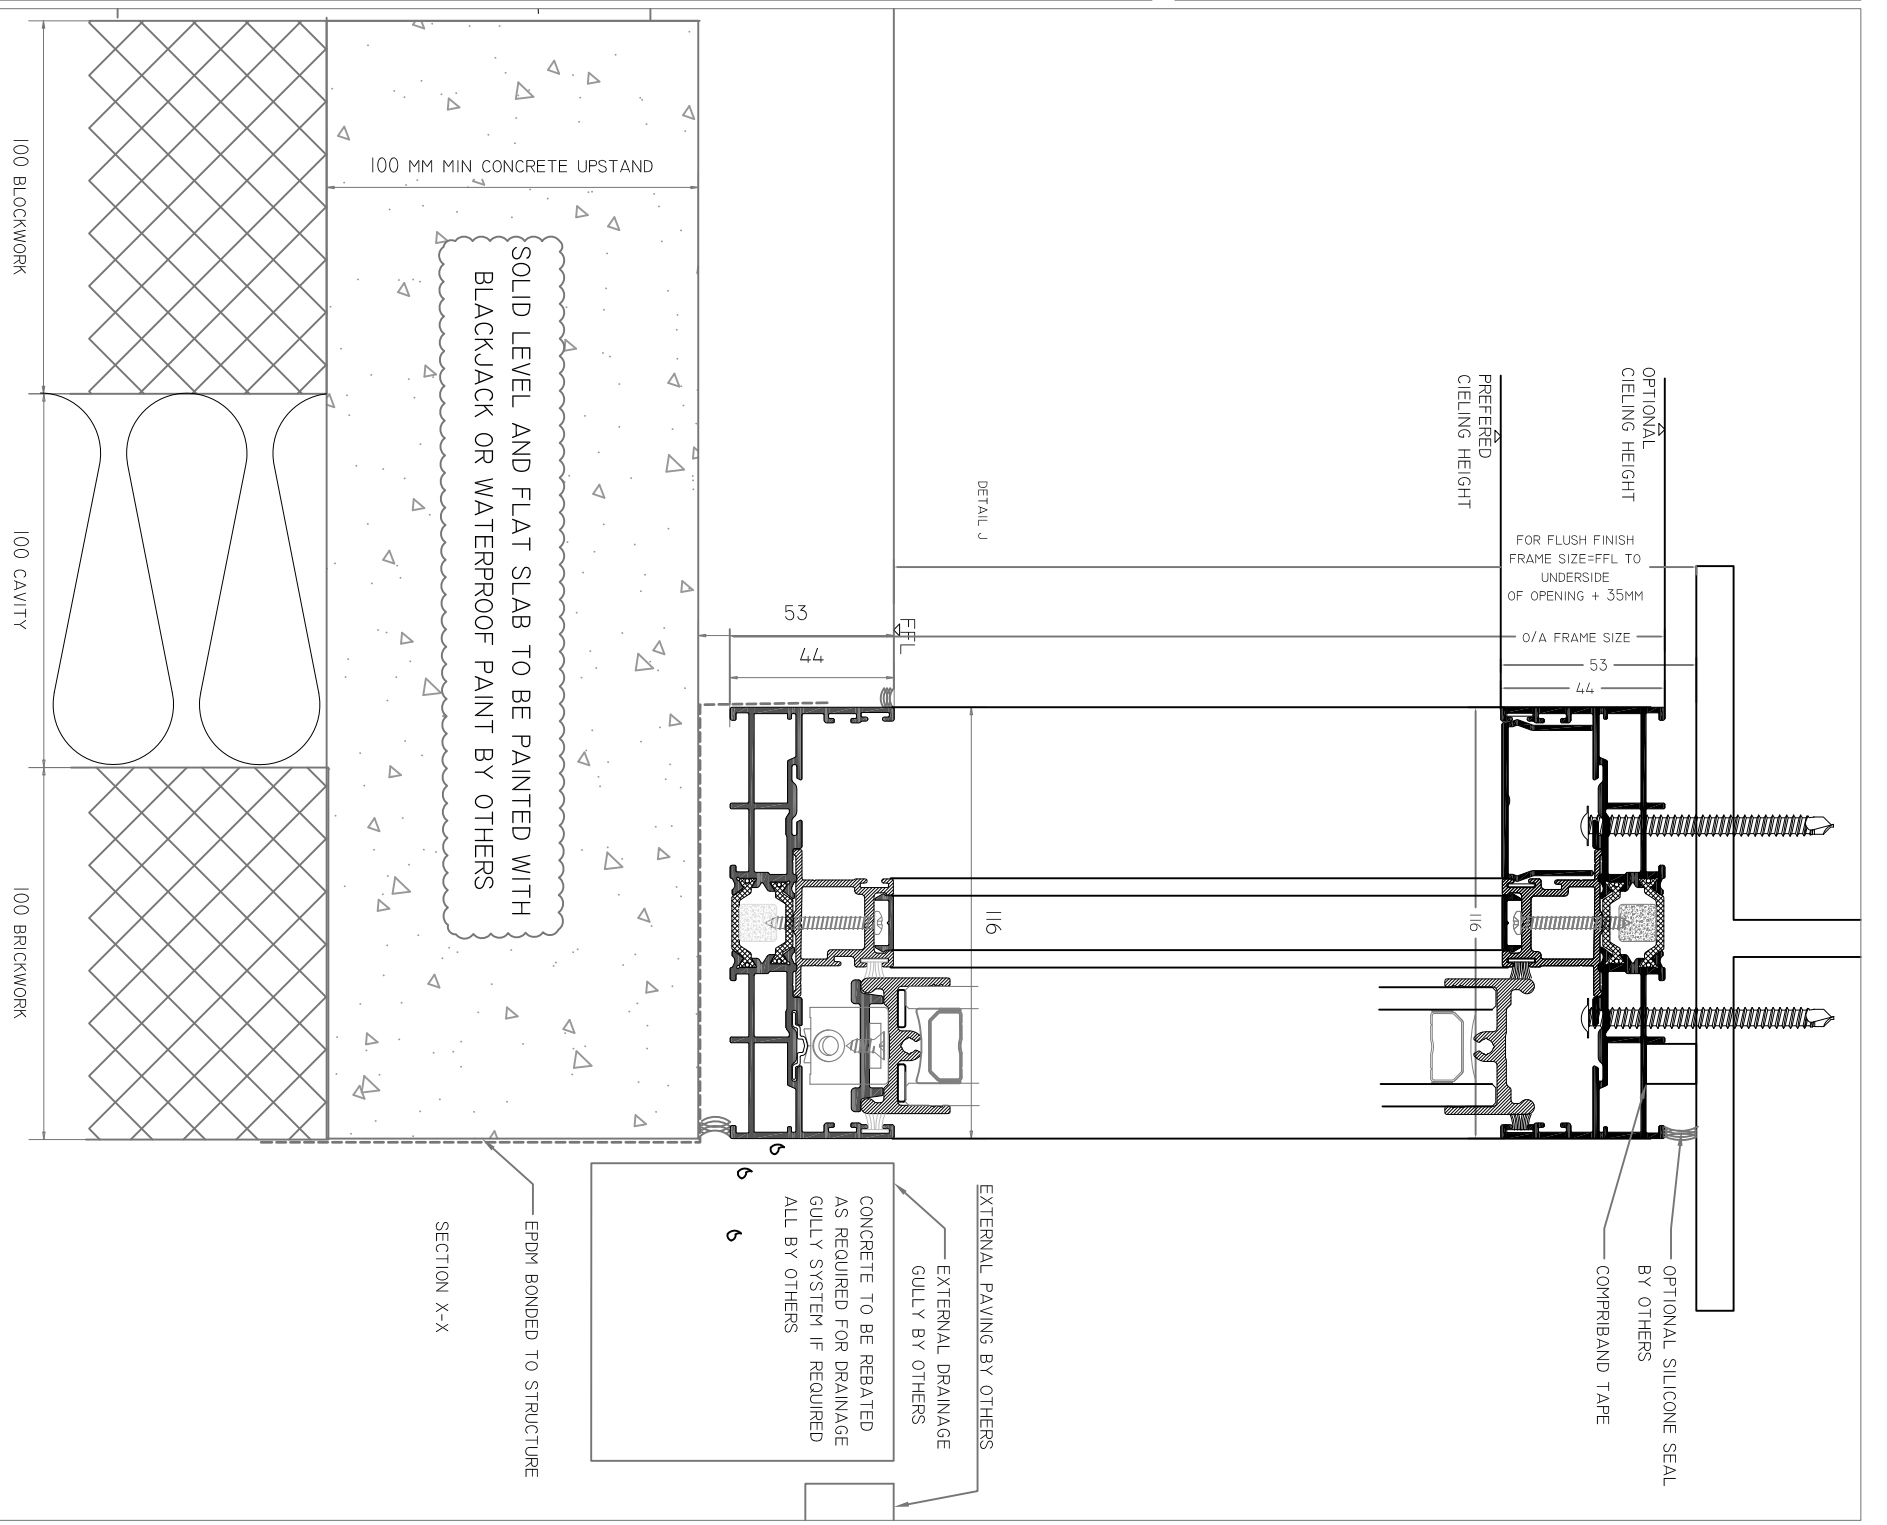 OPTIONAL
CIELING HEIGHT
PREFERED
CIELING HEIGHT
FOR FLUSH FINISH
FRAME SIZE=FFL TO
UNDERSIDE
OF OPENING + 35MM
O/A FRAME SIZE
53
44
116
116
DETAIL J
FFL
53
44
100 MM MIN CONCRETE UPSTAND
SOLID LEVEL AND FLAT SLAB TO BE PAINTED WITH
BLACKJACK OR WATERPROOF PAINT BY OTHERS
100 BLOCKWORK
100 CAVITY
100 BRICKWORK
OPTIONAL SILICONE SEAL
BY OTHERS
COMPRIBAND TAPE
EXTERNAL PAVING BY OTHERS
EXTERNAL DRAINAGE
GULLY BY OTHERS
CONCRETE TO BE REBATED
AS REQUIRED FOR DRAINAGE
GULLY SYSTEM IF REQUIRED
ALL BY OTHERS
EPDM BONDED TO STRUCTURE
SECTION X-X